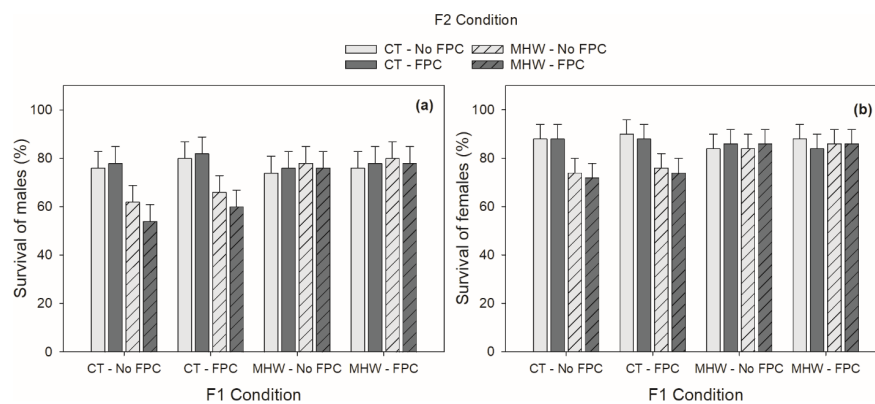 F2 Condition
CT - No FPC MHW - No FPC
CT - FPC MHW - FPC
(a)
Survival of males (%)
100
80
60
40
20
0
CT - No FPC CT - FPC MHW - No FPC MHW - FPC
F1 Condition
(b)
Survival of females (%)
100
80
60
40
20
0
CT - No FPC CT - FPC MHW - No FPC MHW - FPC
F1 Condition